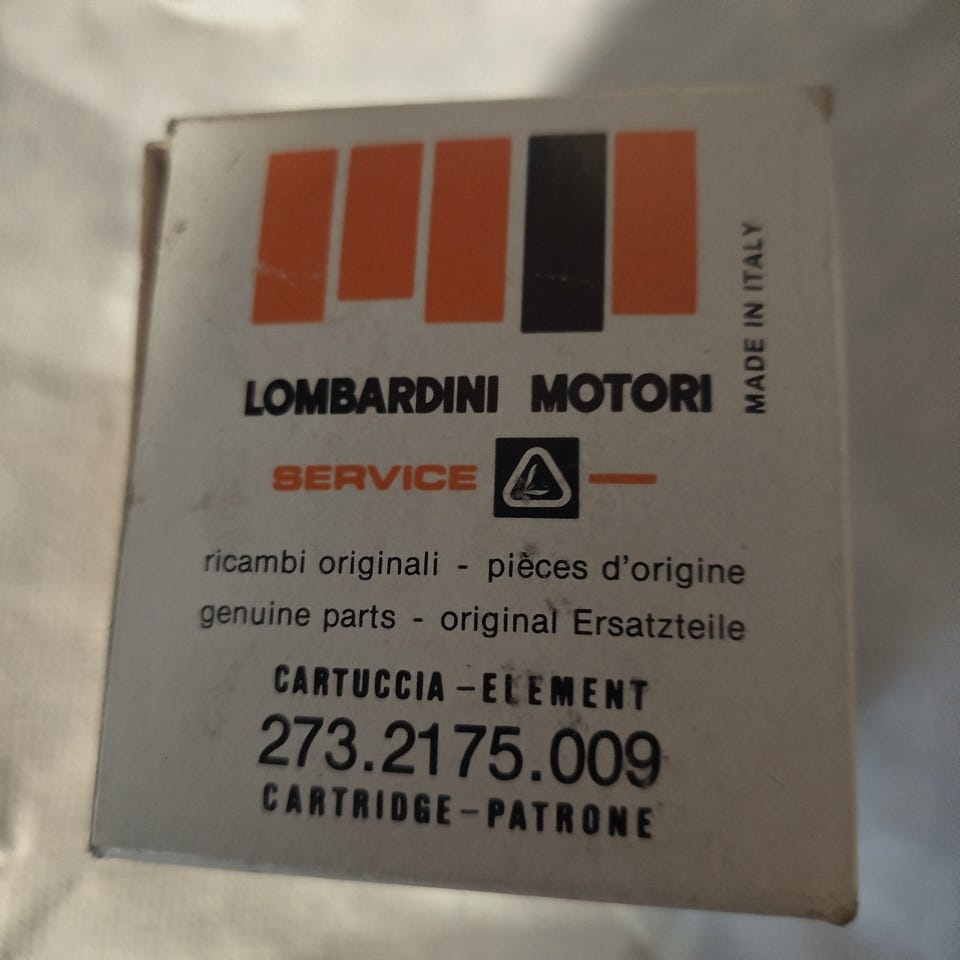 LOMBARDINI MOTORI
MADE IN ITALY
SERVICE
ricambi originali - pièces d'origine
genuine parts - original Ersatzteile
CARTUCCIA - ELEMENT
273.2175.009
CARTRIDGE - PATRONE